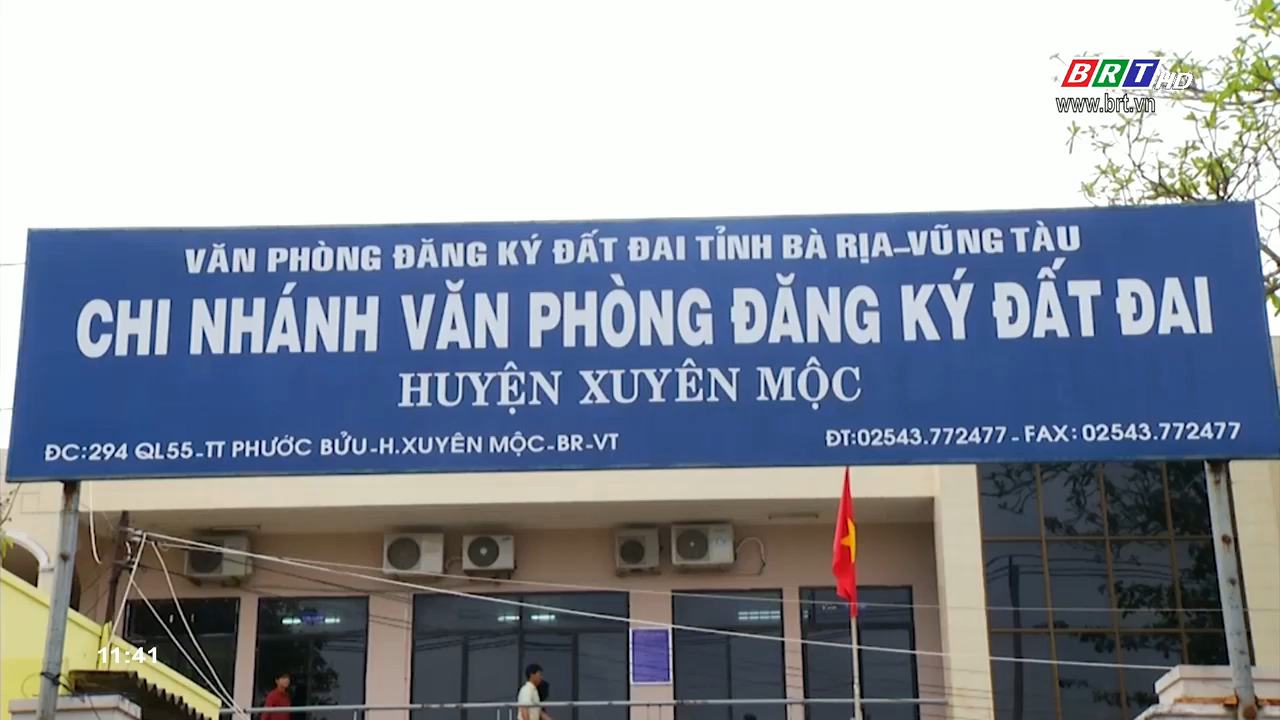 BRT HD
www.brt.vn
VĂN PHÒNG ĐĂNG KÝ ĐẤT ĐAI TỈNH BÀ RỊA-VŨNG TÀU
CHI NHÁNH VĂN PHÒNG ĐĂNG KÝ ĐẤT ĐAI
HUYỆN XUYÊN MỘC
ĐC:294 QL55-TT PHƯỚC BỬU-H.XUYÊN MỘC-BR-VT
ĐT:02543.772477-FAX:02543.772477
11:41